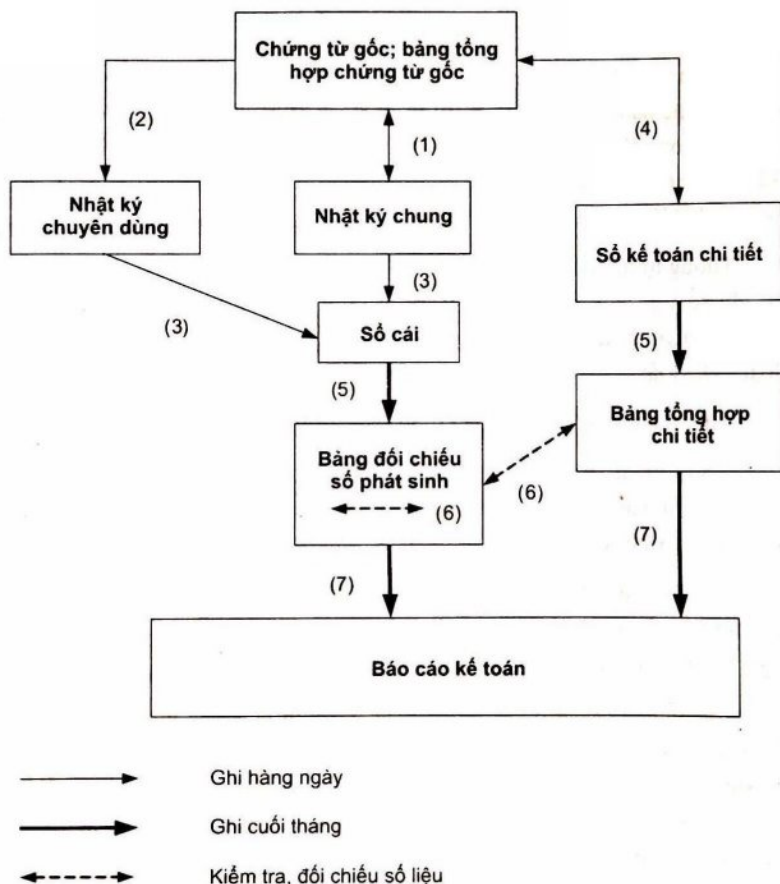 Chứng từ gốc; bảng tổng
hợp chứng từ gốc
(2)
(1)
(4)
Nhật ký
chuyên dùng
Nhật ký chung
Sổ kế toán chi tiết
(3)
(3)
Sổ cái
(5)
(5)
Bảng tổng hợp
chi tiết
Bảng đối chiếu
số phát sinh
(6)
(6)
(7)
(7)
Báo cáo kế toán
Ghi hàng ngày
Ghi cuối tháng
Kiểm tra, đối chiếu số liệu